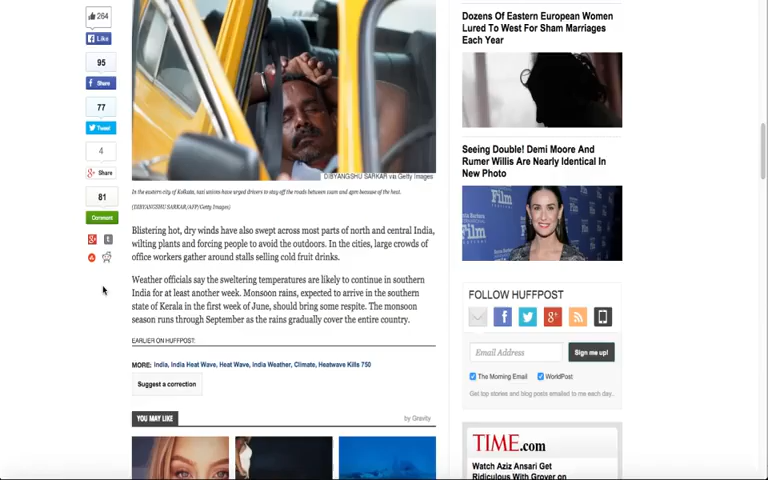 264
Like
95
Share
77
Tweet
4
Share
81
Comment
DIBYANGSHU SARKAR via Getty Images
In the eastern city of Kolkata, taxi unions have urged drivers to stay off the roads between 11am and 4pm because of the heat.
(DIBYANGSHU SARKAR/AFP/Getty Images)
Blistering hot, dry winds have also swept across most parts of north and central India,
wilting plants and forcing people to avoid the outdoors. In the cities, large crowds of
office workers gather around stalls selling cold fruit drinks.
Weather officials say the sweltering temperatures are likely to continue in southern
India for at least another week. Monsoon rains, expected to arrive in the southern
state of Kerala in the first week of June, should bring some respite. The monsoon
season runs through September as the rains gradually cover the entire country.
EARLIER ON HUFFPOST:
MORE: India, India Heat Wave, Heat Wave, India Weather, Climate, Heatwave Kills 750
Suggest a correction
YOU MAY LIKE
by Gravity
Dozens Of Eastern European Women
Lured To West For Sham Marriages
Each Year
Seeing Double! Demi Moore And
Rumer Willis Are Nearly Identical In
New Photo
Film
FOLLOW HUFFPOST
Email Address
Sign me up!
The Morning Email
WorldPost
Get top stories and blog posts emailed to me each day.
TIME.com
Watch Aziz Ansari Get
Ridiculous With Grover on